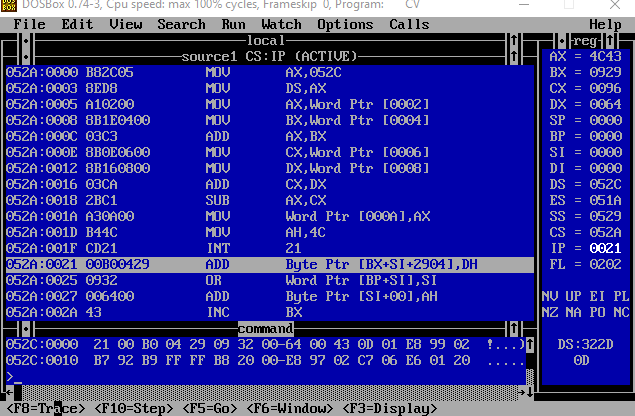 DOSBox 0.74-3, Cpu speed: max 100% cycles, Frameskip 0, Program: CV
File Edit View Search Run Watch Options Calls Help
local
source1 CS:IP (ACTIVE)
052A:0000 B82C05 MOV AX,052C
052A:0003 8ED8 MOV DS,AX
052A:0005 A10200 MOV AX,Word Ptr [0002]
052A:0008 8B1E0400 MOV BX,Word Ptr [0004]
052A:000C 03C3 ADD AX,BX
052A:000E 8B0E0600 MOV CX,Word Ptr [0006]
052A:0012 8B160800 MOV DX,Word Ptr [0008]
052A:0016 03CA ADD CX,DX
052A:0018 2BC1 SUB AX,CX
052A:001A A30A00 MOV Word Ptr [000A],AX
052A:001D B44C MOV AH,4C
052A:001F CD21 INT 21
052A:0021 00B00429 ADD Byte Ptr [BX+SI+2904],DH
052A:0025 0932 OR Word Ptr [BP+SI],SI
052A:0027 006400 ADD Byte Ptr [SI+00],AH
052A:002A 43 INC BX
command
052C:0000 21 00 B0 04 29 09 32 00-64 00 43 0D 01 E8 99 02 !...)
052C:0010 B7 92 B9 FF FF B8 20 00-E8 97 02 C7 06 E6 01 20 .....
>
reg
AX = 4C43
BX = 0929
CX = 0096
DX = 0064
SP = 0000
BP = 0000
SI = 0000
DI = 0000
DS = 052C
ES = 051A
SS = 0529
CS = 052A
IP = 0021
FL = 0202
NV UP EI PL
NZ NA PO NC
DS:322D
0D
<F8=Trace> <F10=Step> <F5=Go> <F6=Window> <F3=Display>